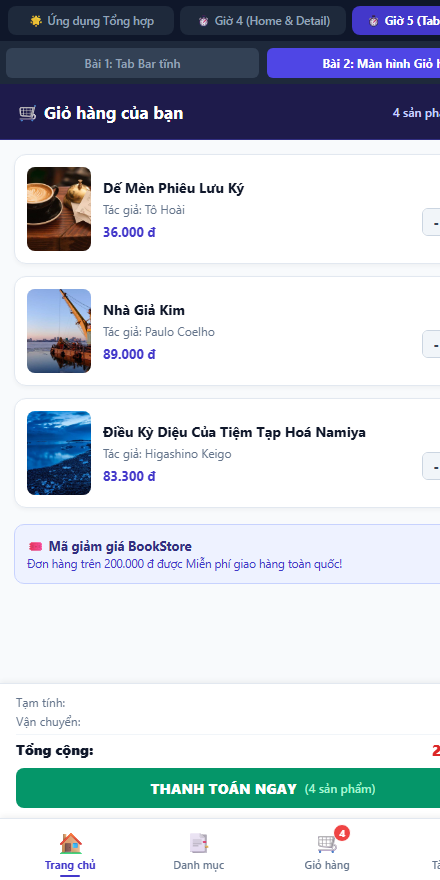 Ứng dụng Tổng hợp
Giờ 4 (Home & Detail)
Giờ 5 (Tab
Bài 1: Tab Bar tĩnh
Bài 2: Màn hình Giỏ h
Giỏ hàng của bạn
4 sản ph
Dế Mèn Phiêu Lưu Ký
Tác giả: Tô Hoài
36.000 đ
-
Nhà Giả Kim
Tác giả: Paulo Coelho
89.000 đ
-
Điều Kỳ Diệu Của Tiệm Tạp Hoá Namiya
Tác giả: Higashino Keigo
83.300 đ
-
Mã giảm giá BookStore
Đơn hàng trên 200.000 đ được Miễn phí giao hàng toàn quốc!
Tạm tính:
Vận chuyển:
Tổng cộng:
2
THANH TOÁN NGAY (4 sản phẩm)
4
Trang chủ
Danh mục
Giỏ hàng
Tà